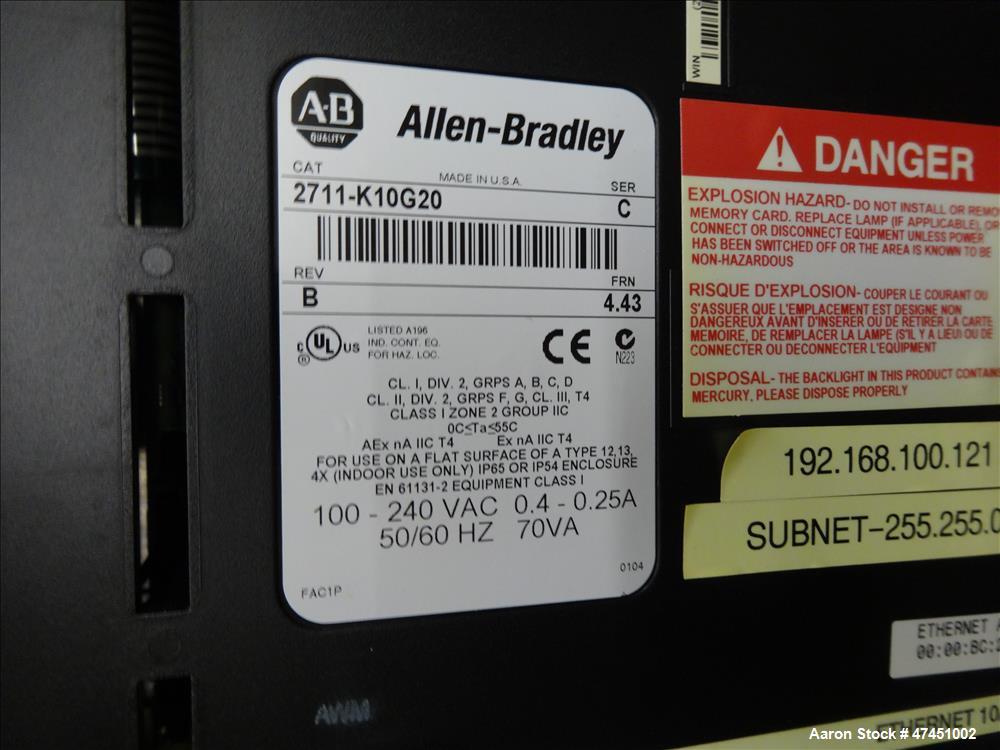 A-B
QUALITY
Allen-Bradley
CAT
MADE IN U.S.A.
SER
2711-K10G20
C
REV
FRN
B
4.43
C UL US
®
LISTED A196
IND. CONT. EQ.
FOR HAZ. LOC.
CE
N223
CL. I, DIV. 2, GRPS A, B, C, D
CL. II, DIV. 2, GRPS F, G, CL. III, T4
CLASS I ZONE 2 GROUP IIC
0C≤Ta≤55C
AEx nA IIC T4 Ex nA IIC T4
FOR USE ON A FLAT SURFACE OF A TYPE 12,13,
4X (INDOOR USE ONLY) IP65 OR IP54 ENCLOSURE
EN 61131-2 EQUIPMENT CLASS I
100 - 240 VAC 0.4 - 0.25A
50/60 HZ 70VA
0104
FAC1P
AWM
WIN
DANGER
EXPLOSION HAZARD- DO NOT INSTALL OR REMO
MEMORY CARD. REPLACE LAMP (IF APPLICABLE), OR
CONNECT OR DISCONNECT EQUIPMENT UNLESS POWER
HAS BEEN SWITCHED OFF OR THE AREA IS KNOWN TO BE
NON-HAZARDOUS
RISQUE D'EXPLOSION- COUPER LE COURANT OU
S'ASSUER QUE L'EMPLACEMENT EST DESIGNE NON
DANGEREUX AVANT D'INSERER OU DE RETIRER LA CARTE
MEMOIRE, DE REMPLACER LA LAMPE (S'IL Y A LIEU) OU DE
CONNECTER OU DECONNECTER L'EQUIPMENT
DISPOSAL- THE BACKLIGHT IN THIS PRODUCT CONTAINS
MERCURY, PLEASE DISPOSE PROPERLY
192.168.100.121
SUBNET-255.255.0
ETHERNET A
00:00:BC:2
ETHERNET 10
Aaron Stock # 47451002